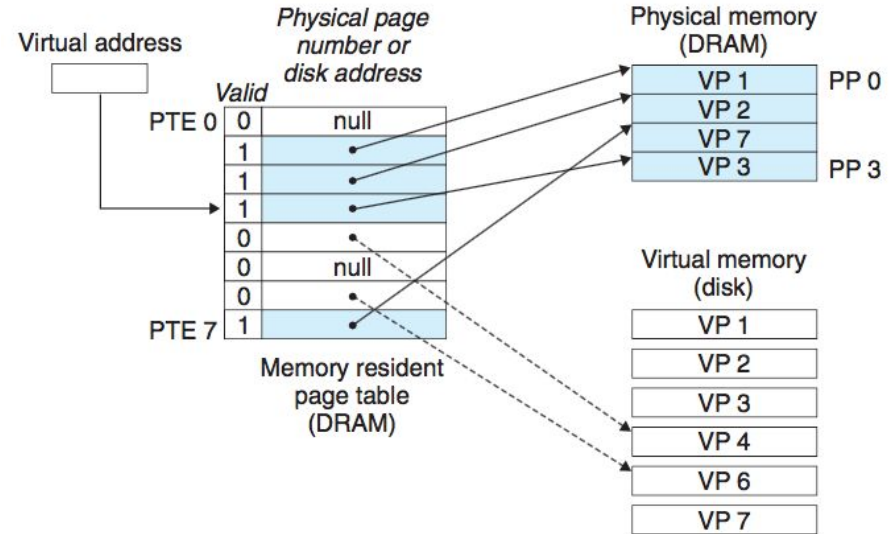 Virtual address
Physical page
number or
disk address
Valid
PTE 0 0 null
1
1
1
0
0 null
0
PTE 7 1
Memory resident
page table
(DRAM)
Physical memory
(DRAM)
VP 1 PP 0
VP 2
VP 7
VP 3 PP 3
Virtual memory
(disk)
VP 1
VP 2
VP 3
VP 4
VP 6
VP 7